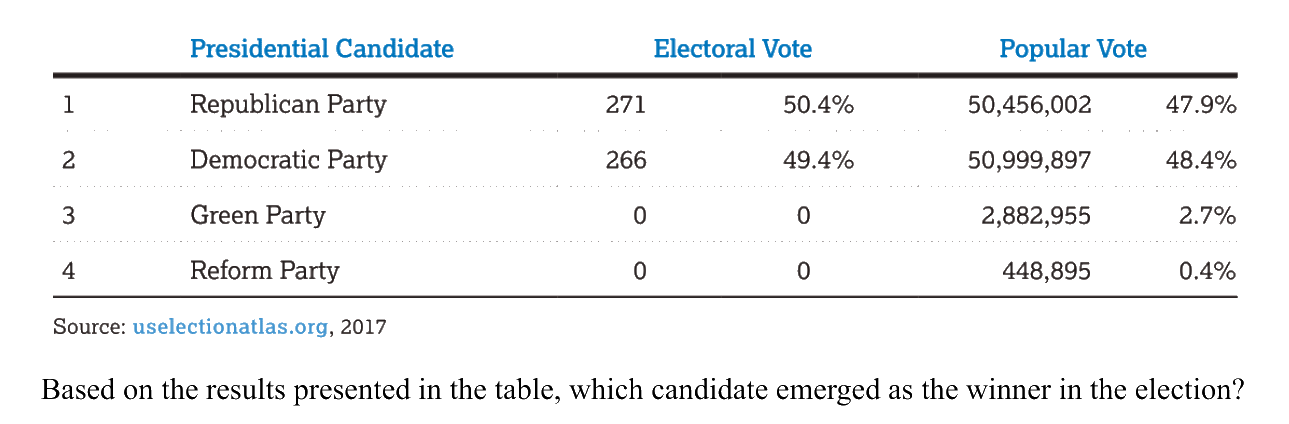 Presidential Candidate Electoral Vote Popular Vote
1 Republican Party 271 50.4% 50,456,002 47.9%
2 Democratic Party 266 49.4% 50,999,897 48.4%
3 Green Party 0 0 2,882,955 2.7%
4 Reform Party 0 0 448,895 0.4%
Source: uselectionatlas.org, 2017
Based on the results presented in the table, which candidate emerged as the winner in the election?